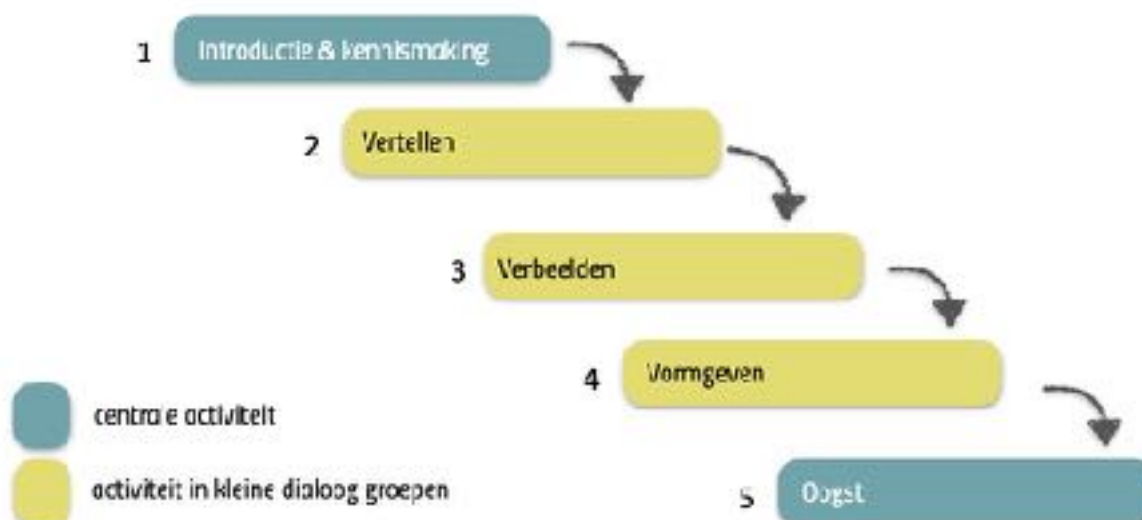 1 Introductie & kennismaking
2 Vertellen
3 Verbeelden
4 Vormgeven
centrale activiteit
activiteit in kleine dialoog groepen
5 Oogst